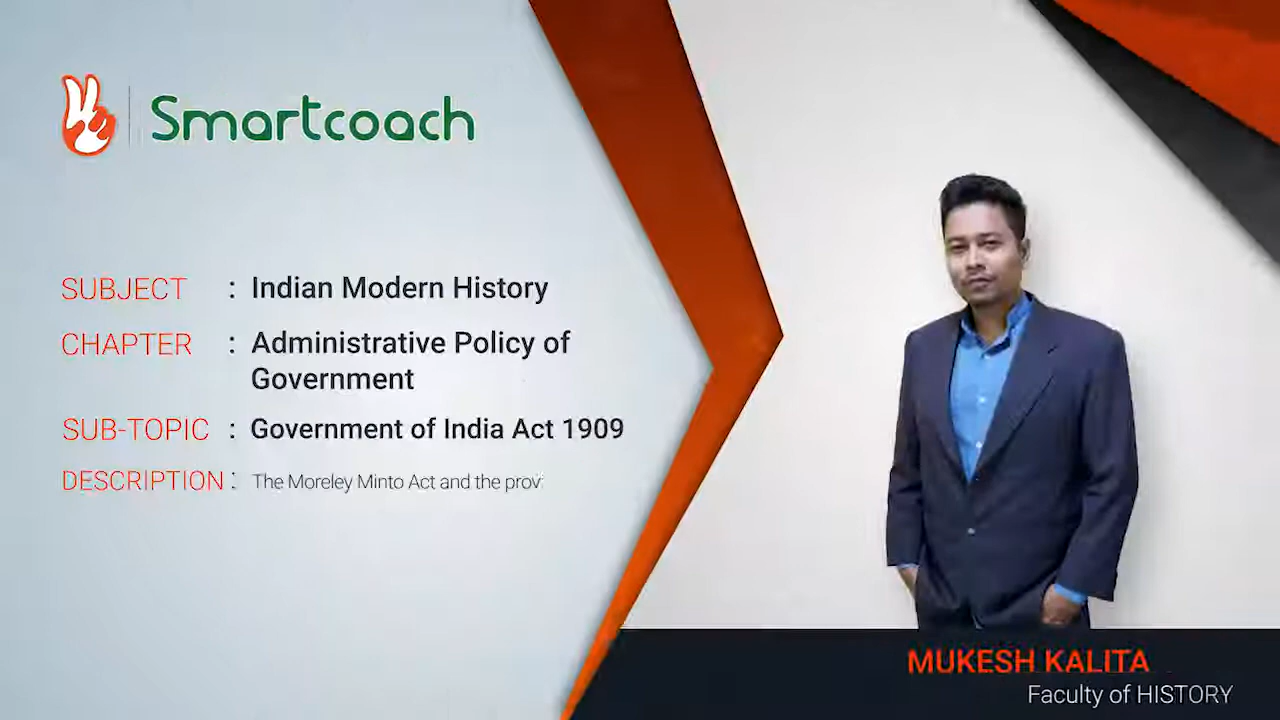 Smartcoach
SUBJECT : Indian Modern History
CHAPTER : Administrative Policy of
Government
SUB-TOPIC : Government of India Act 1909
DESCRIPTION : The Moreley Minto Act and the prov
MUKESH KALITA
Faculty of HISTORY